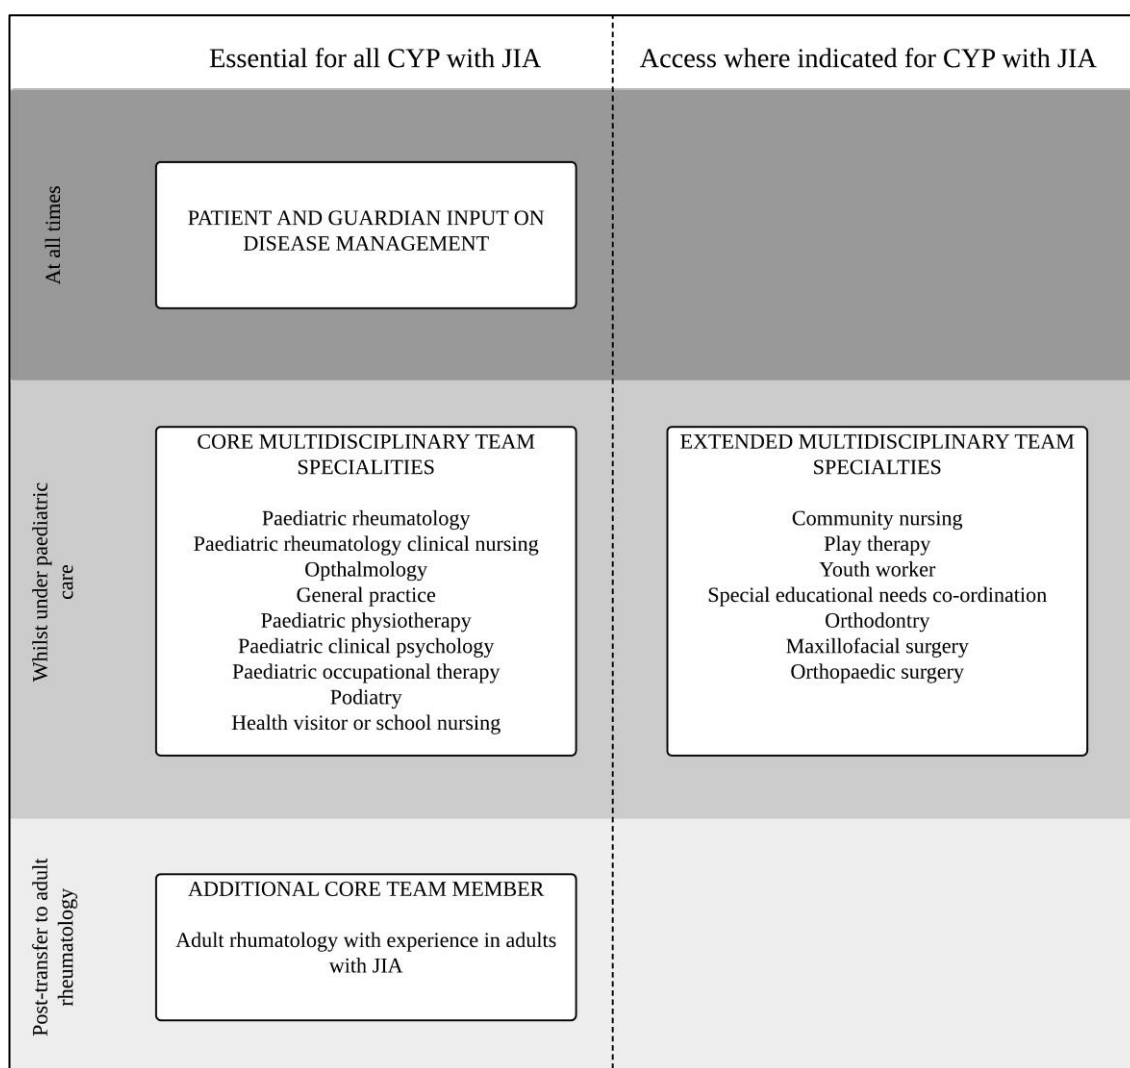 Essential for all CYP with JIA
Access where indicated for CYP with JIA
At all times
PATIENT AND GUARDIAN INPUT ON
DISEASE MANAGEMENT
Whilst under paediatric
care
CORE MULTIDISCIPLINARY TEAM
SPECIALITIES
Paediatric rheumatology
Paediatric rheumatology clinical nursing
Opthalmology
General practice
Paediatric physiotherapy
Paediatric clinical psychology
Paediatric occupational therapy
Podiatry
Health visitor or school nursing
EXTENDED MULTIDISCIPLINARY TEAM
SPECIALTIES
Community nursing
Play therapy
Youth worker
Special educational needs co-ordination
Orthodontry
Maxillofacial surgery
Orthopaedic surgery
Post-transfer to adult
rheumatology
ADDITIONAL CORE TEAM MEMBER
Adult rhumatology with experience in adults
with JIA